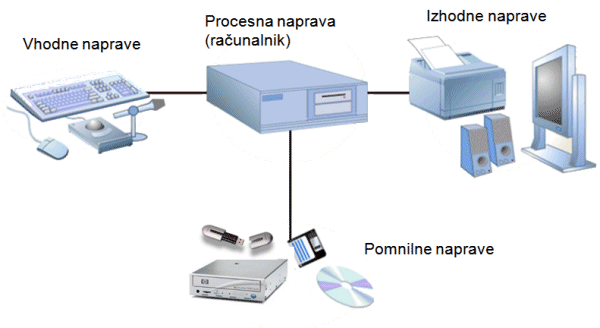 Vhodne naprave
Procesna naprava
(računalnik)
Izhodne naprave
Pomnilne naprave